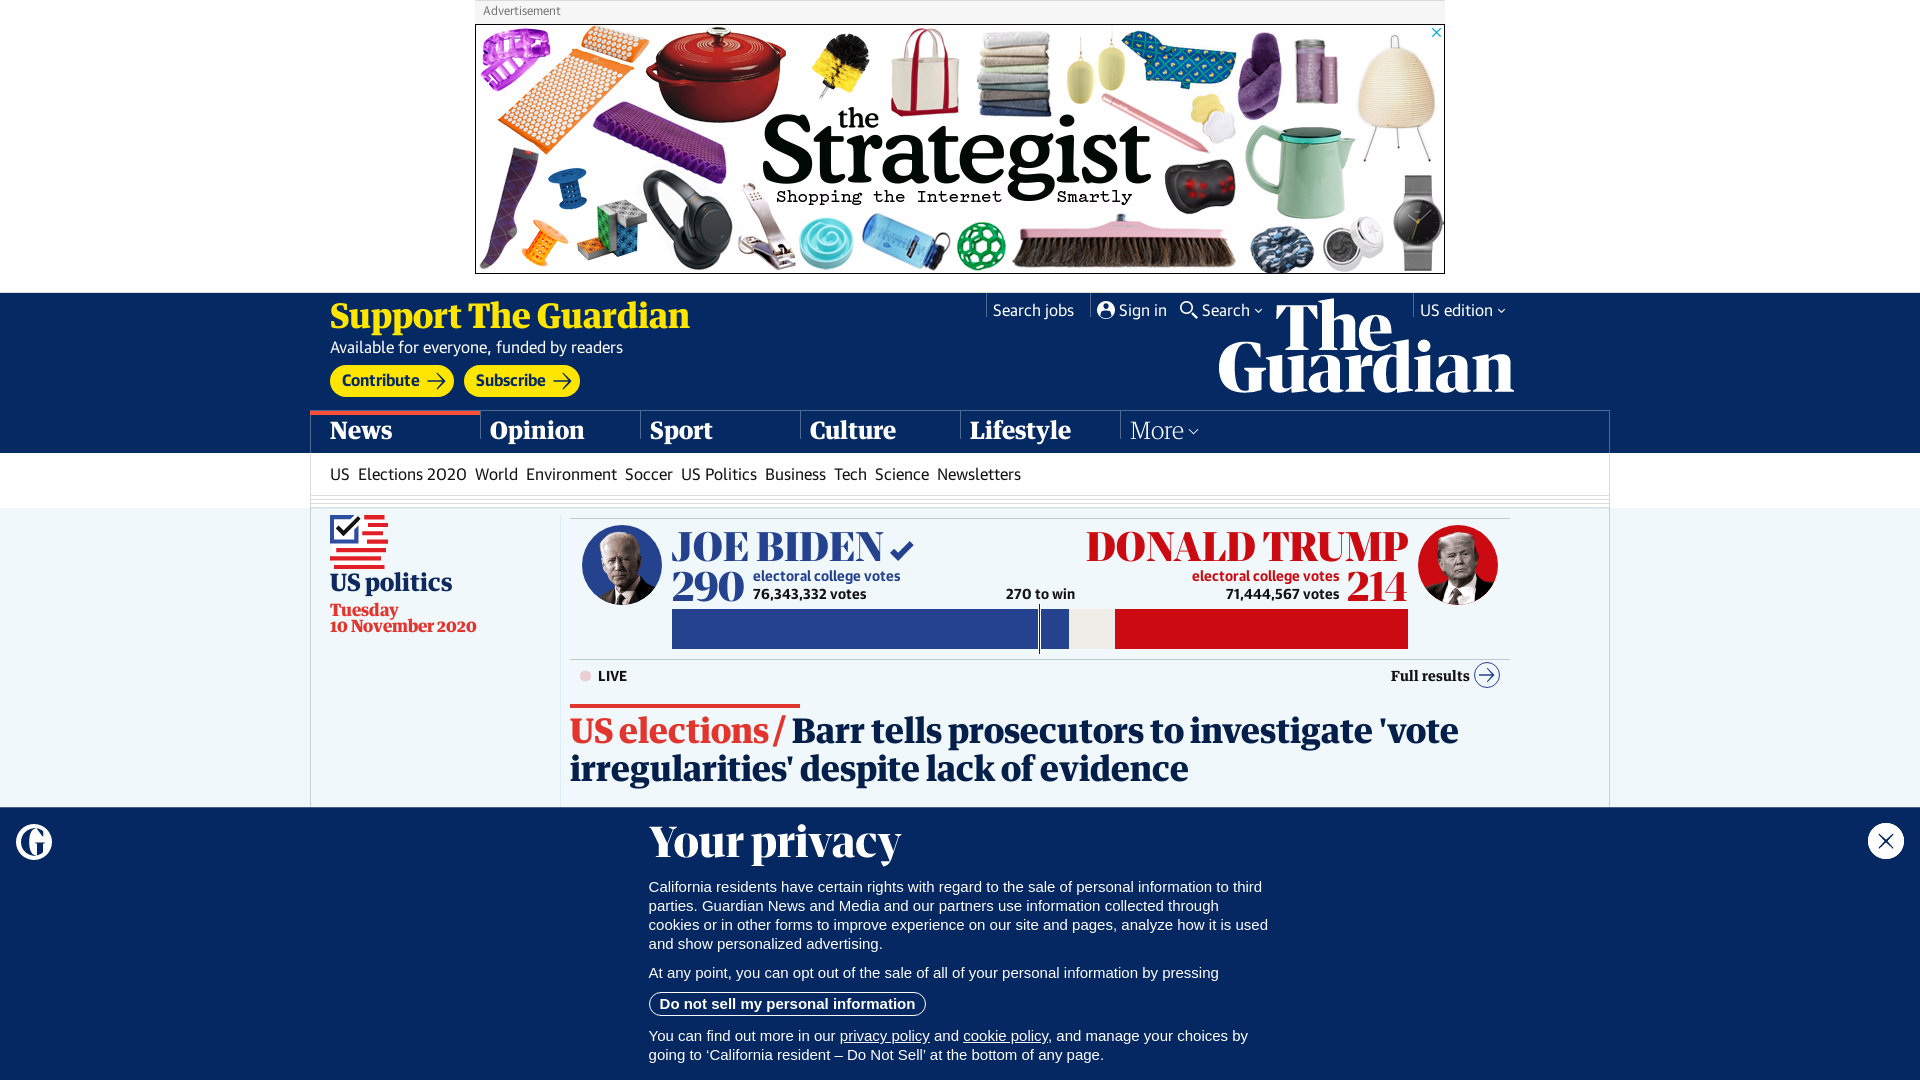 Advertisement
the
Strategist
Shopping the Internet Smartly
Support The Guardian
Available for everyone, funded by readers
Contribute
Subscribe
Search jobs
Sign in
Search
US edition
The
Guardian
News
Opinion
Sport
Culture
Lifestyle
More
US
Elections 2020
World
Environment
Soccer
US Politics
Business
Tech
Science
Newsletters
US politics
Tuesday
10 November 2020
JOE BIDEN
290
electoral college votes
76,343,332 votes
270 to win
DONALD TRUMP
electoral college votes
71,444,567 votes
214
LIVE
Full results
US elections / Barr tells prosecutors to investigate 'vote
irregularities' despite lack of evidence
G
Your privacy
California residents have certain rights with regard to the sale of personal information to third
parties. Guardian News and Media and our partners use information collected through
cookies or in other forms to improve experience on our site and pages, analyze how it is used
and show personalized advertising.
At any point, you can opt out of the sale of all of your personal information by pressing
Do not sell my personal information
You can find out more in our privacy policy and cookie policy, and manage your choices by
going to ‘California resident – Do Not Sell’ at the bottom of any page.